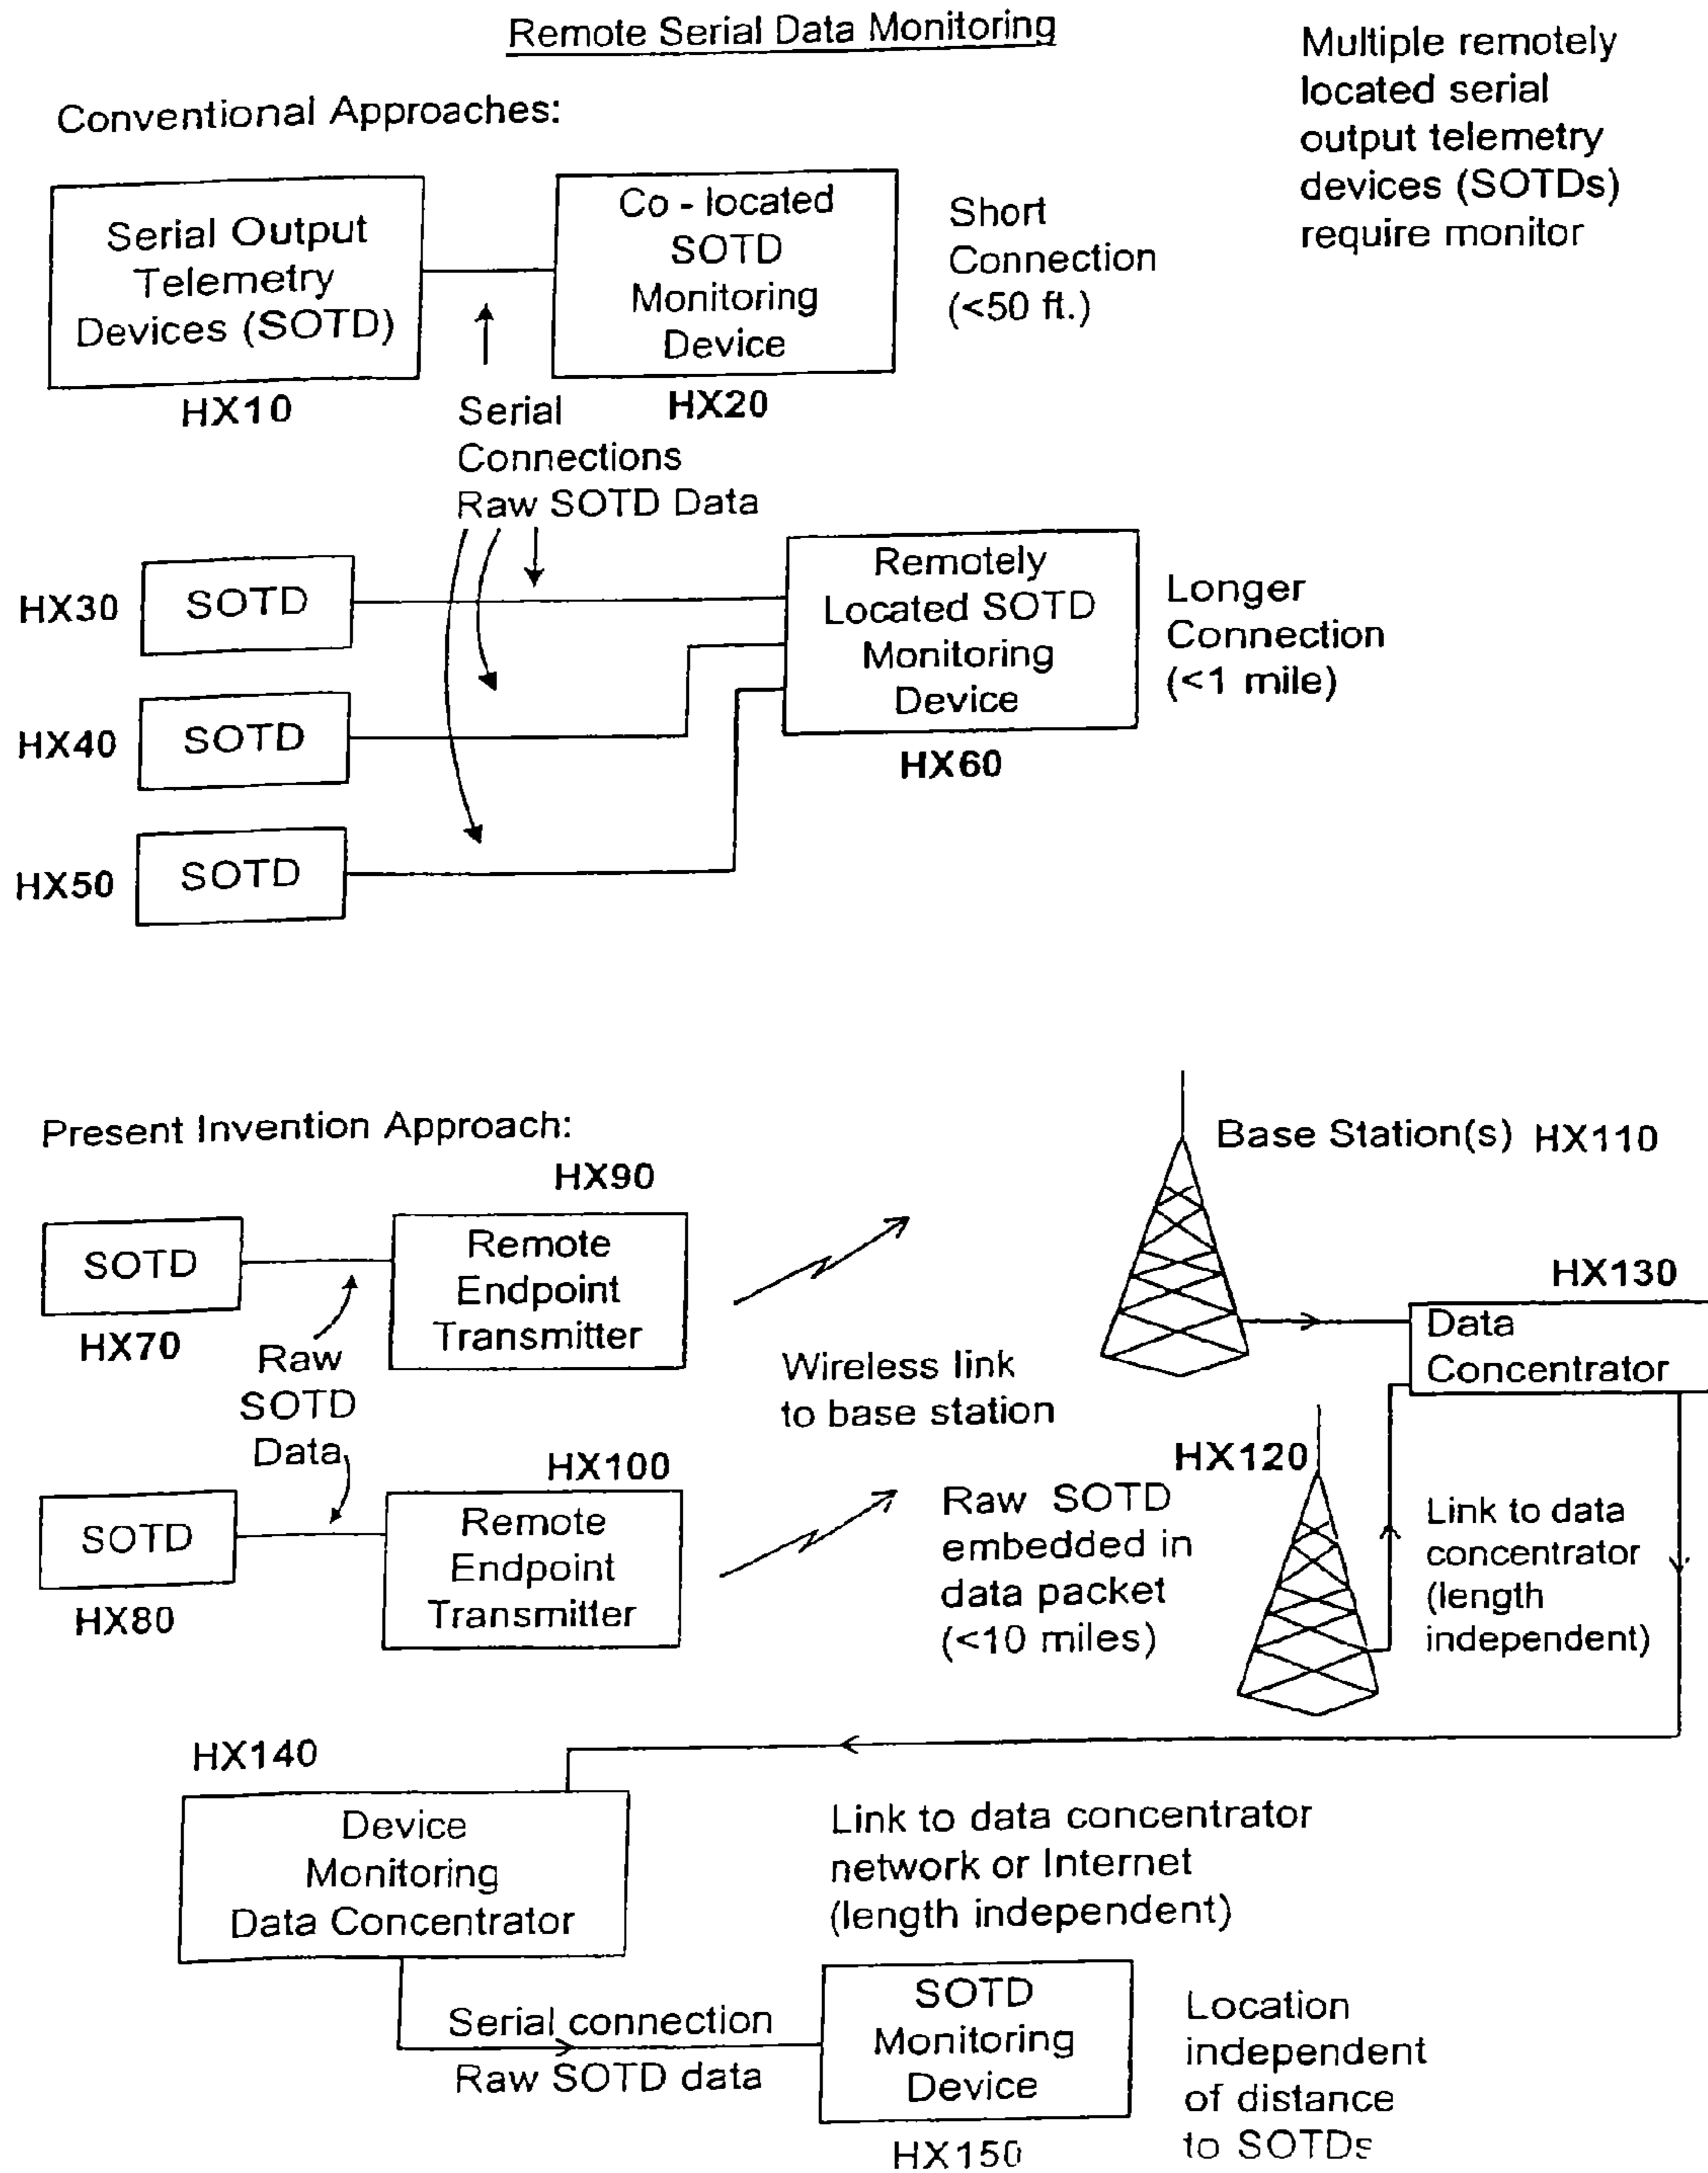 Remote Serial Data Monitoring
Multiple remotely
located serial
output telemetry
devices (SOTDs)
require monitor
Conventional Approaches:
Serial Output
Telemetry
Devices (SOTD)
HX10
Co - located
SOTD
Monitoring
Device
HX20
Short
Connection
(<50 ft.)
Serial
Connections
Raw SOTD Data
HX30
SOTD
HX40
SOTD
HX50
SOTD
Remotely
Located SOTD
Monitoring
Device
HX60
Longer
Connection
(<1 mile)
Present Invention Approach:
HX90
SOTD
HX70
Remote
Endpoint
Transmitter
Raw
SOTD
Data
HX100
SOTD
HX80
Remote
Endpoint
Transmitter
Wireless link
to base station
Raw SOTD
embedded in
data packet
(<10 miles)
Base Station(s) HX110
HX130
Data
Concentrator
HX120
Link to data
concentrator
(length
independent)
HX140
Device
Monitoring
Data Concentrator
Link to data concentrator
network or Internet
(length independent)
Serial connection
Raw SOTD data
SOTD
Monitoring
Device
HX150
Location
independent
of distance
to SOTDs